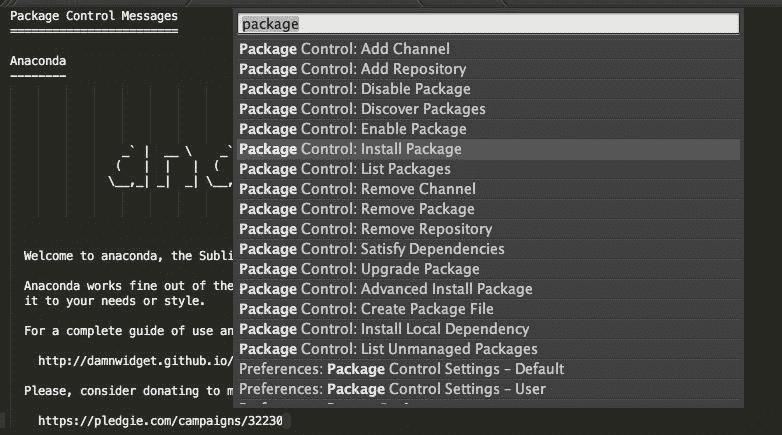 Package Control Messages
========================
Anaconda
--------
Welcome to anaconda, the Subli
Anaconda works fine out of the
it to your needs or style.
For a complete guide of use an
http://damnwidget.github.io/
Please, consider donating to m
https://pledgie.com/campaigns/32230
package
Package Control: Add Channel
Package Control: Add Repository
Package Control: Disable Package
Package Control: Discover Packages
Package Control: Enable Package
Package Control: Install Package
Package Control: List Packages
Package Control: Remove Channel
Package Control: Remove Package
Package Control: Remove Repository
Package Control: Satisfy Dependencies
Package Control: Upgrade Package
Package Control: Advanced Install Package
Package Control: Create Package File
Package Control: Install Local Dependency
Package Control: List Unmanaged Packages
Preferences: Package Control Settings – Default
Preferences: Package Control Settings – User